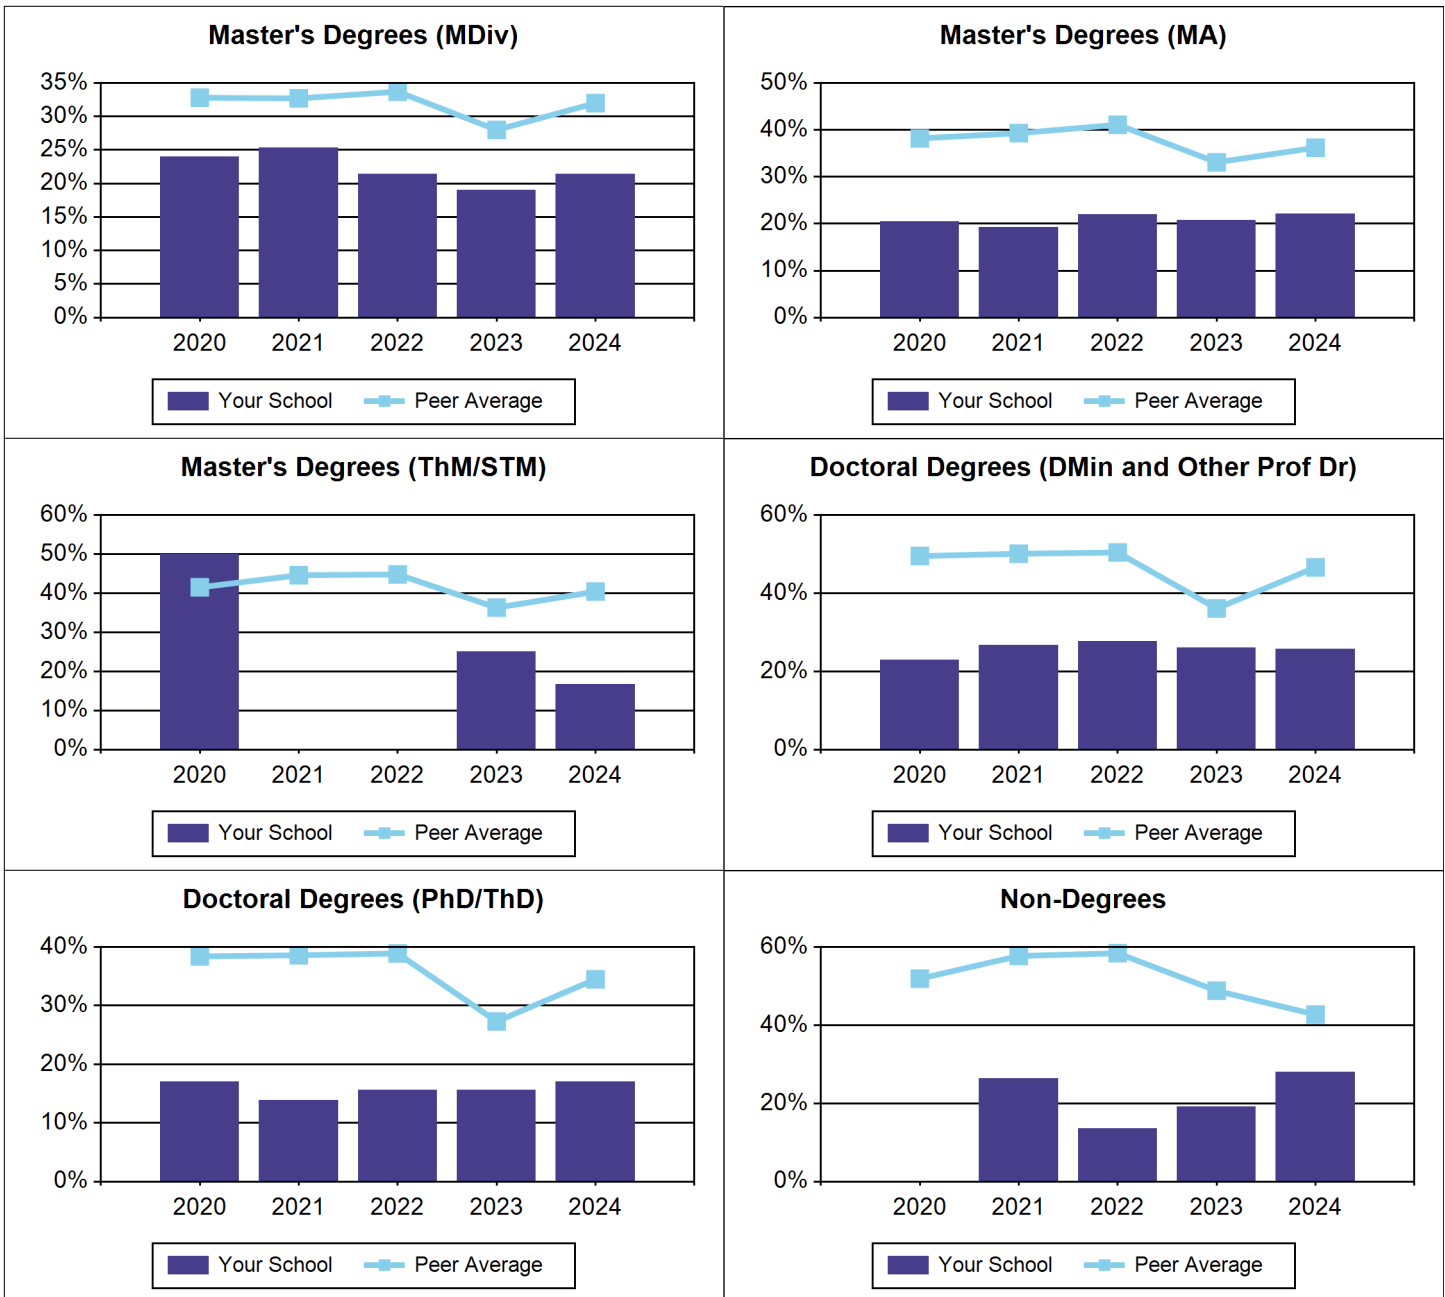 Master's Degrees (MDiv)
35%
30%
25%
20%
15%
10%
5%
0%
2020 2021 2022 2023 2024
Your School Peer Average
Master's Degrees (MA)
50%
40%
30%
20%
10%
0%
2020 2021 2022 2023 2024
Your School Peer Average
Master's Degrees (ThM/STM)
60%
50%
40%
30%
20%
10%
0%
2020 2021 2022 2023 2024
Your School Peer Average
Doctoral Degrees (DMin and Other Prof Dr)
60%
40%
20%
0%
2020 2021 2022 2023 2024
Your School Peer Average
Doctoral Degrees (PhD/ThD)
40%
30%
20%
10%
0%
2020 2021 2022 2023 2024
Your School Peer Average
Non-Degrees
60%
40%
20%
0%
2020 2021 2022 2023 2024
Your School Peer Average